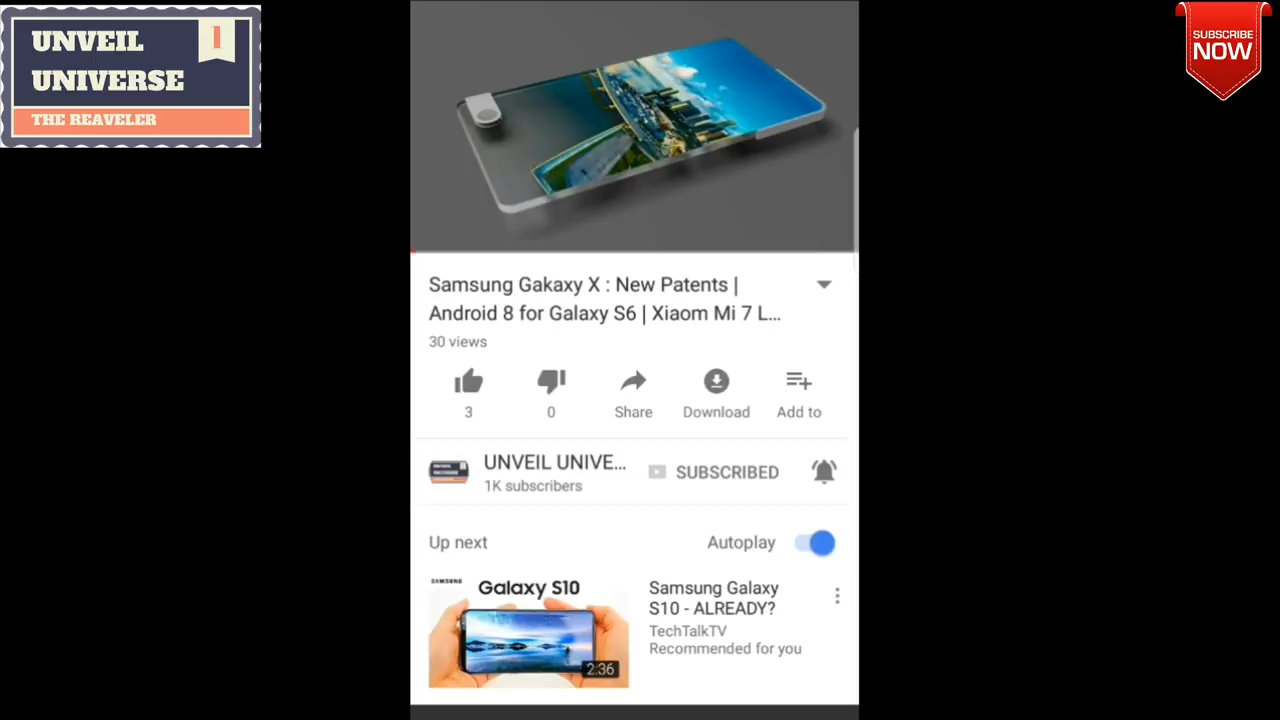 UNVEIL
UNIVERSE
THE REAVELER
I
SUBSCRIBE
NOW
Samsung Gakaxy X : New Patents |
Android 8 for Galaxy S6 | Xiaom Mi 7 L...
30 views
3
0
Share
Download
Add to
UNVEIL UNIVE...
1K subscribers
SUBSCRIBED
Up next
Autoplay
SAMSUNG
Galaxy S10
2:36
Samsung Galaxy
S10 - ALREADY?
TechTalkTV
Recommended for you